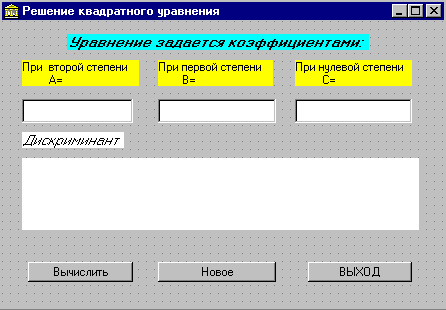 Решение квадратного уравнения
Уравнение задается коэффициентами:
При второй степени При первой степени При нулевой степени
A= B= C=
Дискриминант
Вычислить Новое ВЫХОД